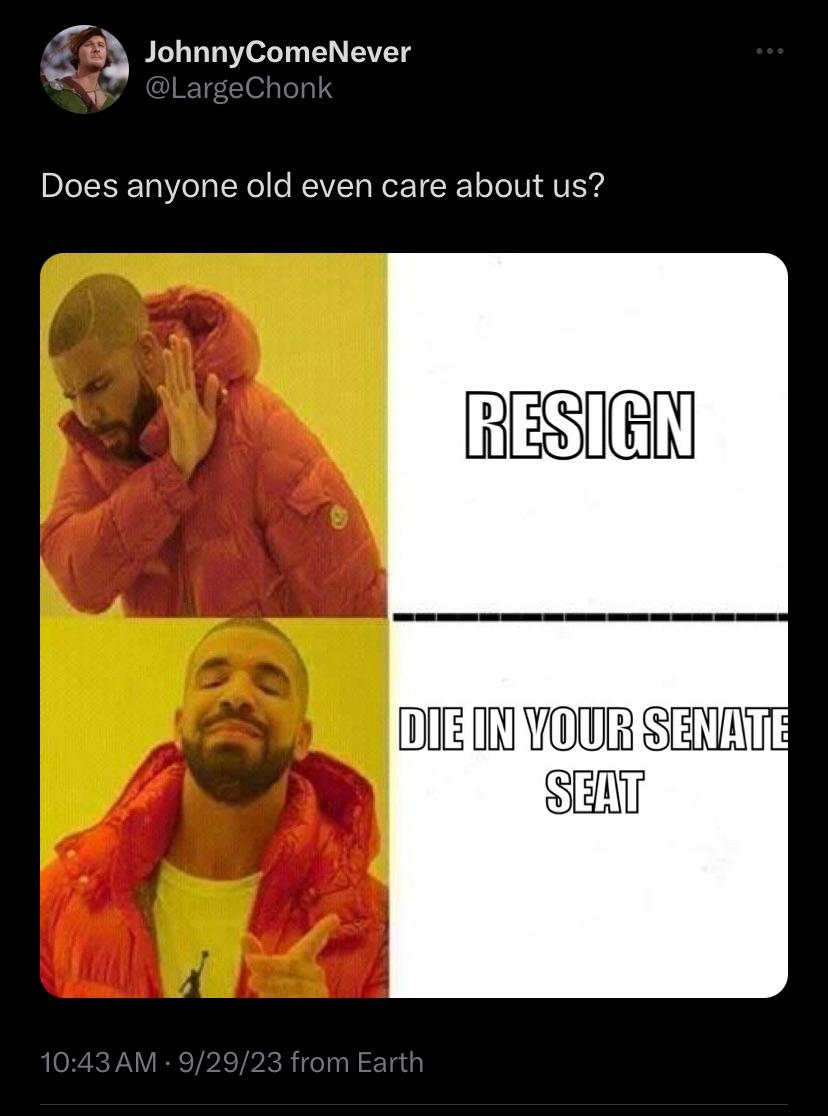 JohnnyComeNever
@LargeChonk
Does anyone old even care about us?
RESIGN
DIE IN YOUR SENATE
SEAT
10:43 AM · 9/29/23 from Earth